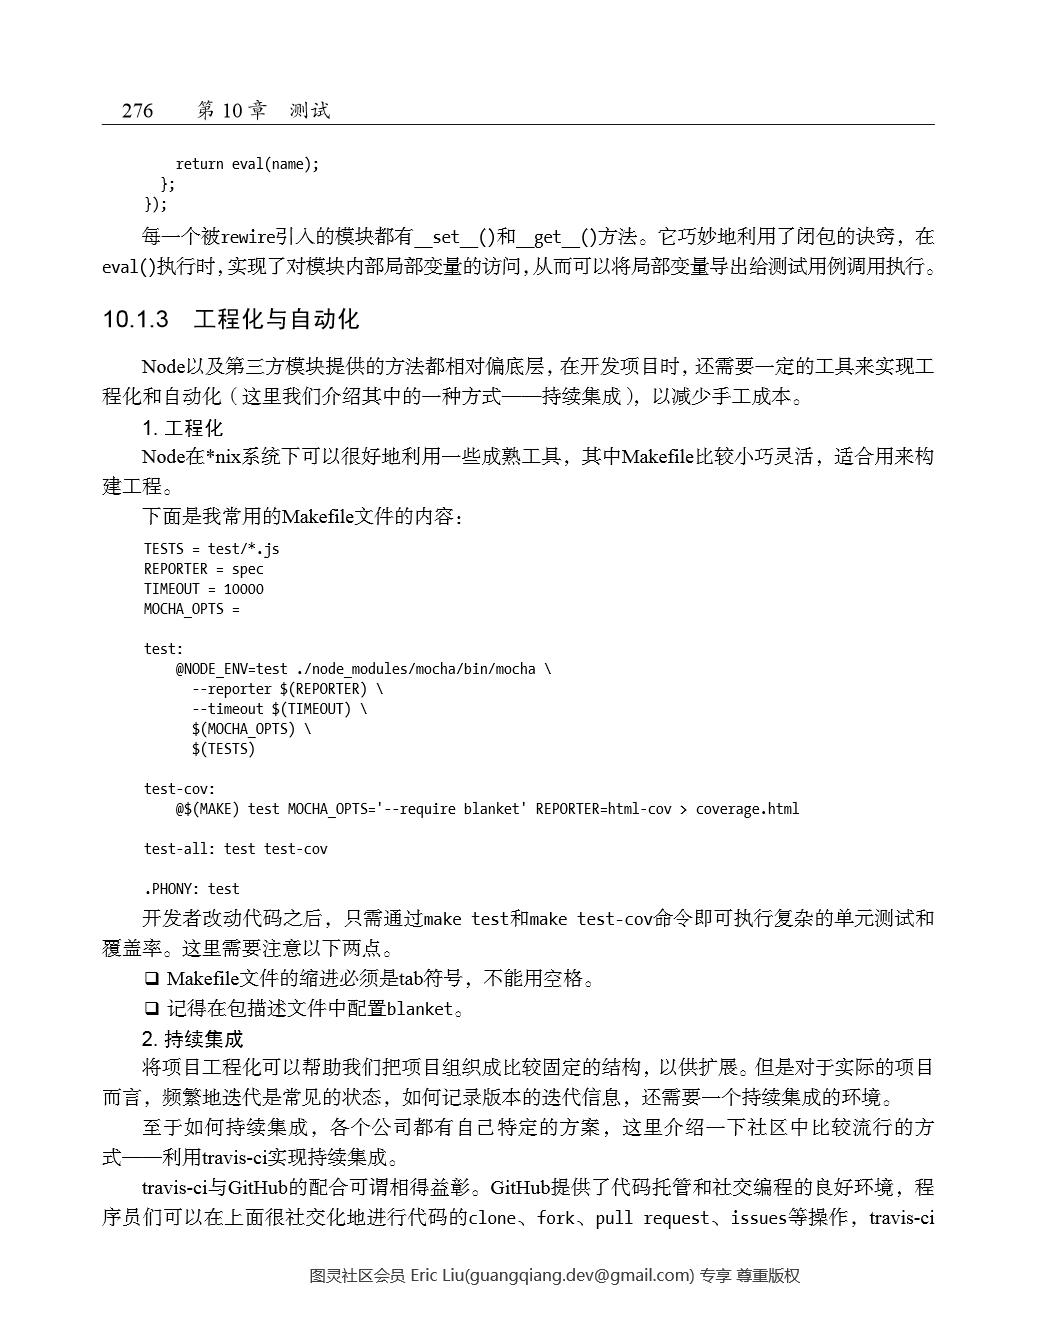 276 第 10 章 测试
return eval(name);
};
});
每一个被rewire引入的模块都有__set__()和__get__()方法。它巧妙地利用了闭包的诀窍，在
eval()执行时，实现了对模块内部局部变量的访问，从而可以将局部变量导出给测试用例调用执行。
10.1.3 工程化与自动化
Node以及第三方模块提供的方法都相对偏底层，在开发项目时，还需要一定的工具来实现工
程化和自动化（这里我们介绍其中的一种方式——持续集成），以减少手工成本。
1. 工程化
Node在*nix系统下可以很好地利用一些成熟工具，其中Makefile比较小巧灵活，适合用来构
建工程。
下面是我常用的Makefile文件的内容：
TESTS = test/*.js
REPORTER = spec
TIMEOUT = 10000
MOCHA_OPTS =
test:
@NODE_ENV=test ./node_modules/mocha/bin/mocha \
--reporter $(REPORTER) \
--timeout $(TIMEOUT) \
$(MOCHA_OPTS) \
$(TESTS)
test-cov:
@$(MAKE) test MOCHA_OPTS='--require blanket' REPORTER=html-cov > coverage.html
test-all: test test-cov
.PHONY: test
开发者改动代码之后，只需通过make test和make test-cov命令即可执行复杂的单元测试和
覆盖率。这里需要注意以下两点。
❑ Makefile文件的缩进必须是tab符号，不能用空格。
❑ 记得在包描述文件中配置blanket。
2. 持续集成
将项目工程化可以帮助我们把项目组织成比较固定的结构，以供扩展。但是对于实际的项目
而言，频繁地迭代是常见的状态，如何记录版本的迭代信息，还需要一个持续集成的环境。
至于如何持续集成，各个公司都有自己特定的方案，这里介绍一下社区中比较流行的方
式——利用travis-ci实现持续集成。
travis-ci与GitHub的配合可谓相得益彰。GitHub提供了代码托管和社交编程的良好环境，程
序员们可以在上面很社交化地进行代码的clone、fork、pull request、issues等操作，travis-ci
图灵社区会员 Eric Liu(guangqiang.dev@gmail.com) 专享 尊重版权